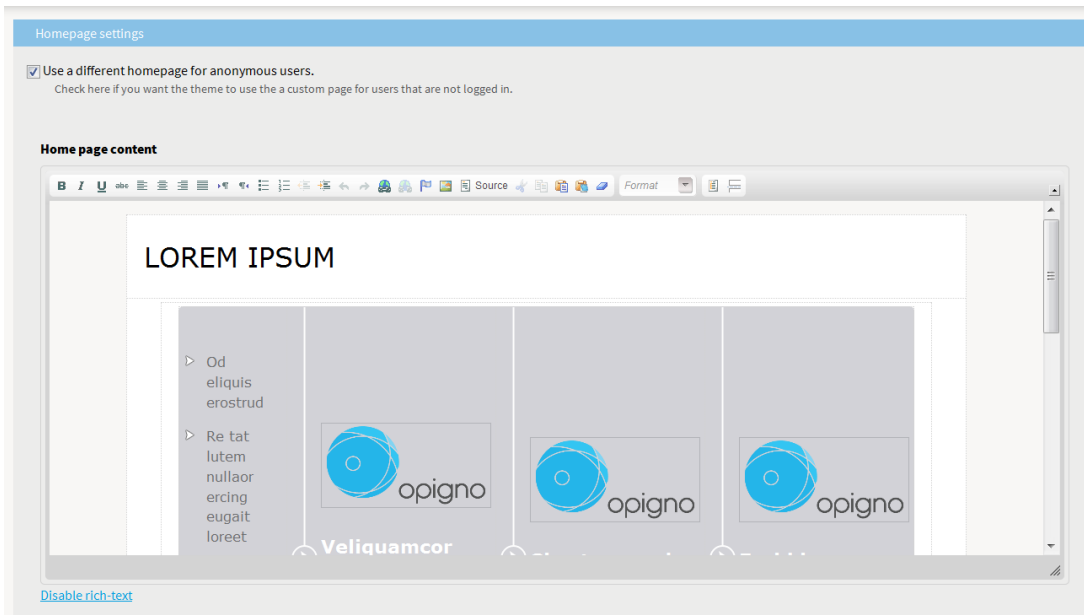 Homepage settings
Use a different homepage for anonymous users.
Check here if you want the theme to use the a custom page for users that are not logged in.
Home page content
B I U abc Source Format
LOREM IPSUM
Od
eliquis
erostrud
Re tat
lutem
nullaor
ercing
eugait
loreet
opigno
opigno
opigno
Veliquamcor
Disable rich-text